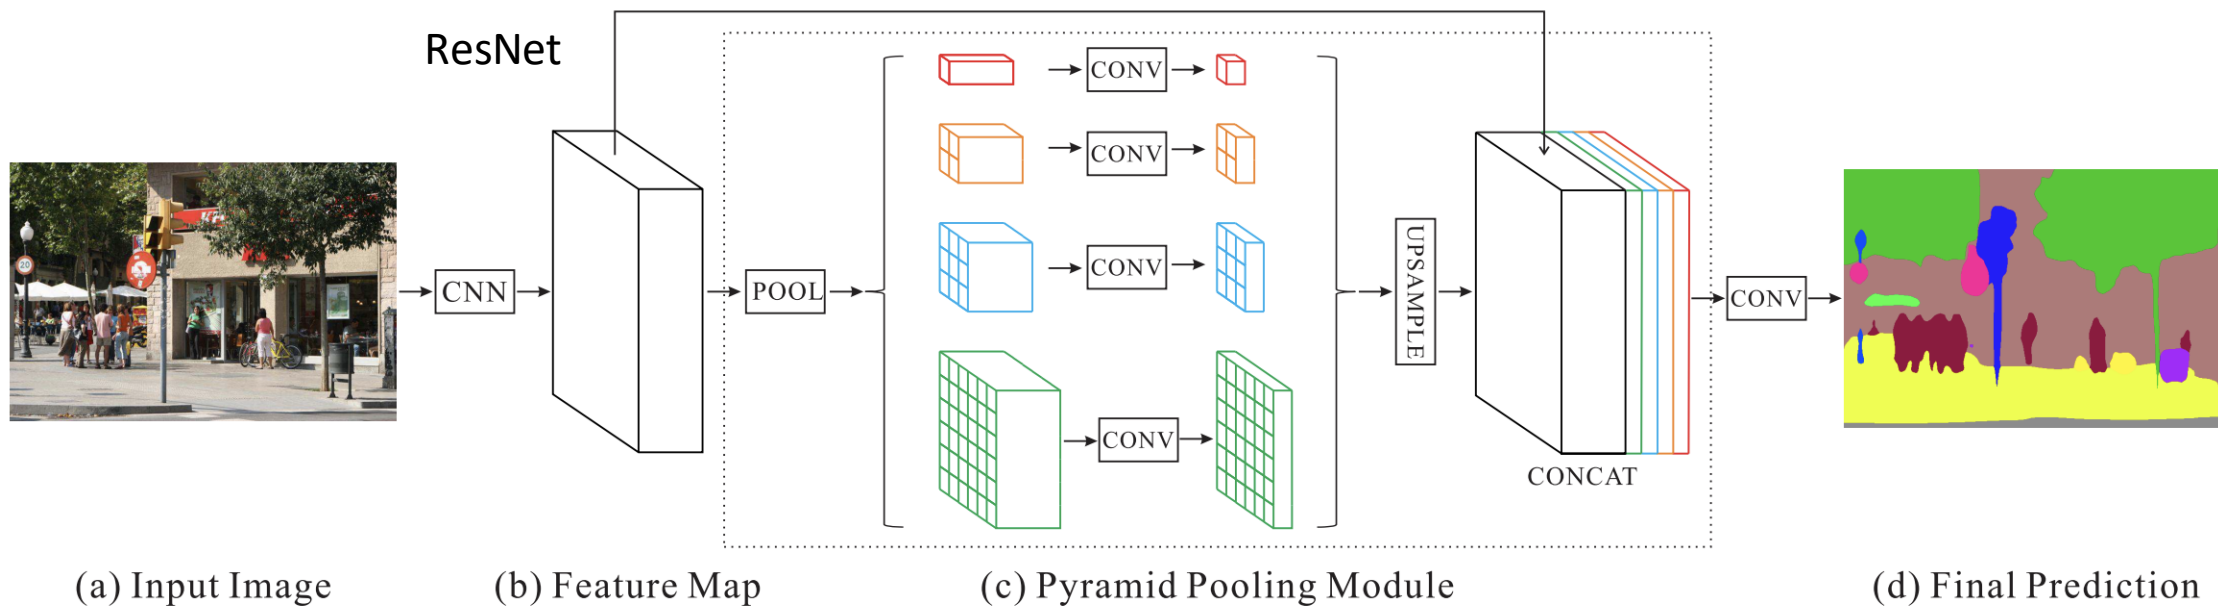 ResNet
CNN
POOL
CONV
CONV
CONV
CONV
UPSAMPLE
CONCAT
CONV
20
(a) Input Image
(b) Feature Map
(c) Pyramid Pooling Module
(d) Final Prediction